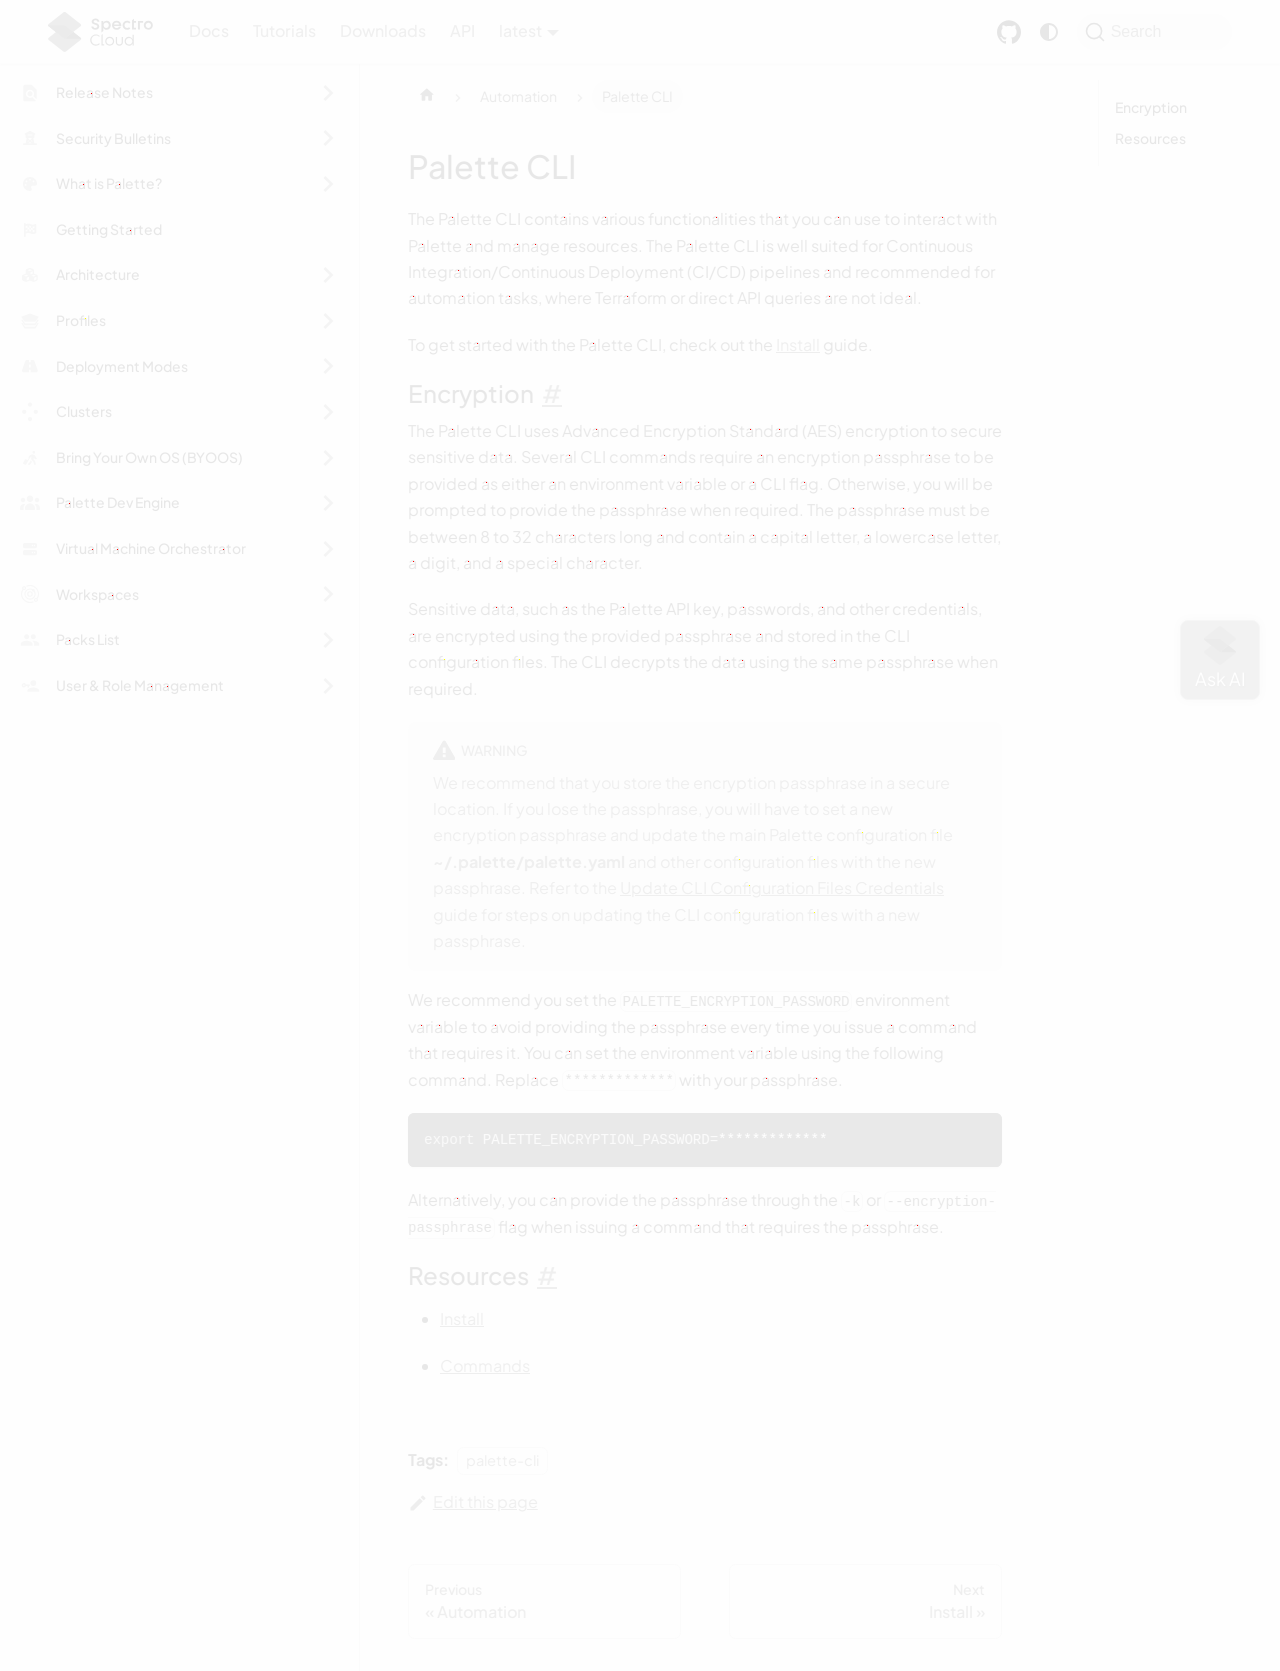 Spectro Cloud
Docs
Tutorials
Downloads
API
latest
Search
Release Notes
Security Bulletins
What is Palette?
Getting Started
Architecture
Profiles
Deployment Modes
Clusters
Bring Your Own OS (BYOOS)
Palette Dev Engine
Virtual Machine Orchestrator
Workspaces
Packs List
User & Role Management
Automation
Palette CLI
Encryption
Resources
Palette CLI
The Palette CLI contains various functionalities that you can use to interact with
Palette and manage resources. The Palette CLI is well suited for Continuous
Integration/Continuous Deployment (CI/CD) pipelines and recommended for
automation tasks, where Terraform or direct API queries are not ideal.
To get started with the Palette CLI, check out the Install guide.
Encryption #
The Palette CLI uses Advanced Encryption Standard (AES) encryption to secure
sensitive data. Several CLI commands require an encryption passphrase to be
provided as either an environment variable or a CLI flag. Otherwise, you will be
prompted to provide the passphrase when required. The passphrase must be
between 8 to 32 characters long and contain a capital letter, a lowercase letter,
a digit, and a special character.
Sensitive data, such as the Palette API key, passwords, and other credentials,
are encrypted using the provided passphrase and stored in the CLI
configuration files. The CLI decrypts the data using the same passphrase when
required.
WARNING
We recommend that you store the encryption passphrase in a secure
location. If you lose the passphrase, you will have to set a new
encryption passphrase and update the main Palette configuration file
~/.palette/palette.yaml and other configuration files with the new
passphrase. Refer to the Update CLI Configuration Files Credentials
guide for steps on updating the CLI configuration files with a new
passphrase.
We recommend you set the PALETTE_ENCRYPTION_PASSWORD environment
variable to avoid providing the passphrase every time you issue a command
that requires it. You can set the environment variable using the following
command. Replace ************* with your passphrase.
export PALETTE_ENCRYPTION_PASSWORD=*************
Alternatively, you can provide the passphrase through the -k or --encryption-
passphrase flag when issuing a command that requires the passphrase.
Resources #
Install
Commands
Tags: palette-cli
Edit this page
Previous
« Automation
Next
Install »
Ask AI